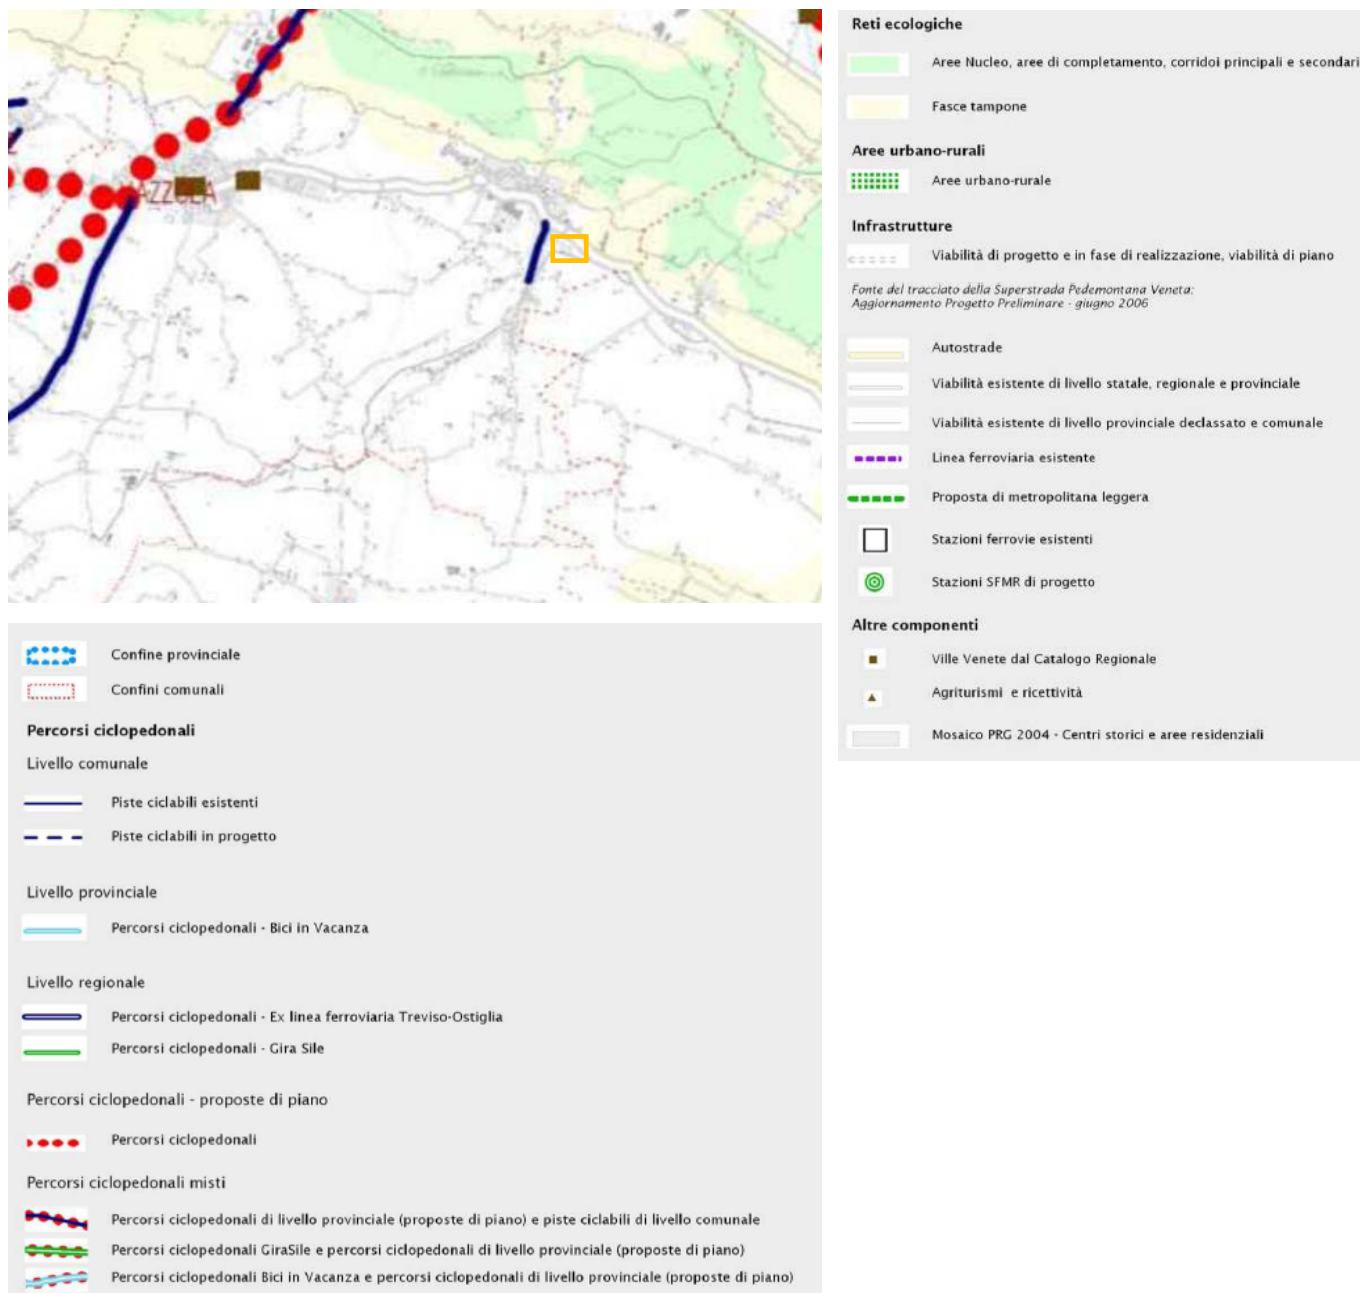 AZZOLA
Reti ecologiche
Aree Nucleo, aree di completamento, corridoi principali e secondari
Fasce tampone
Aree urbano-rurali
Aree urbano-rurale
Infrastrutture
Viabilità di progetto e in fase di realizzazione, viabilità di piano
Fonte del tracciato della Superstrada Pedemontana Veneta:
Aggiornamento Progetto Preliminare - giugno 2006
Autostrade
Viabilità esistente di livello statale, regionale e provinciale
Viabilità esistente di livello provinciale declassato e comunale
Linea ferroviaria esistente
Proposta di metropolitana leggera
Stazioni ferrovie esistenti
Stazioni SFMR di progetto
Altre componenti
Ville Venete dal Catalogo Regionale
Agriturismi e ricettività
Mosaico PRG 2004 - Centri storici e aree residenziali
Confine provinciale
Confini comunali
Percorsi ciclopedonali
Livello comunale
Piste ciclabili esistenti
Piste ciclabili in progetto
Livello provinciale
Percorsi ciclopedonali - Bici in Vacanza
Livello regionale
Percorsi ciclopedonali - Ex linea ferroviaria Treviso-Ostiglia
Percorsi ciclopedonali - Gira Sile
Percorsi ciclopedonali - proposte di piano
Percorsi ciclopedonali
Percorsi ciclopedonali misti
Percorsi ciclopedonali di livello provinciale (proposte di piano) e piste ciclabili di livello comunale
Percorsi ciclopedonali GiraSile e percorsi ciclopedonali di livello provinciale (proposte di piano)
Percorsi ciclopedonali Bici in Vacanza e percorsi ciclopedonali di livello provinciale (proposte di piano)